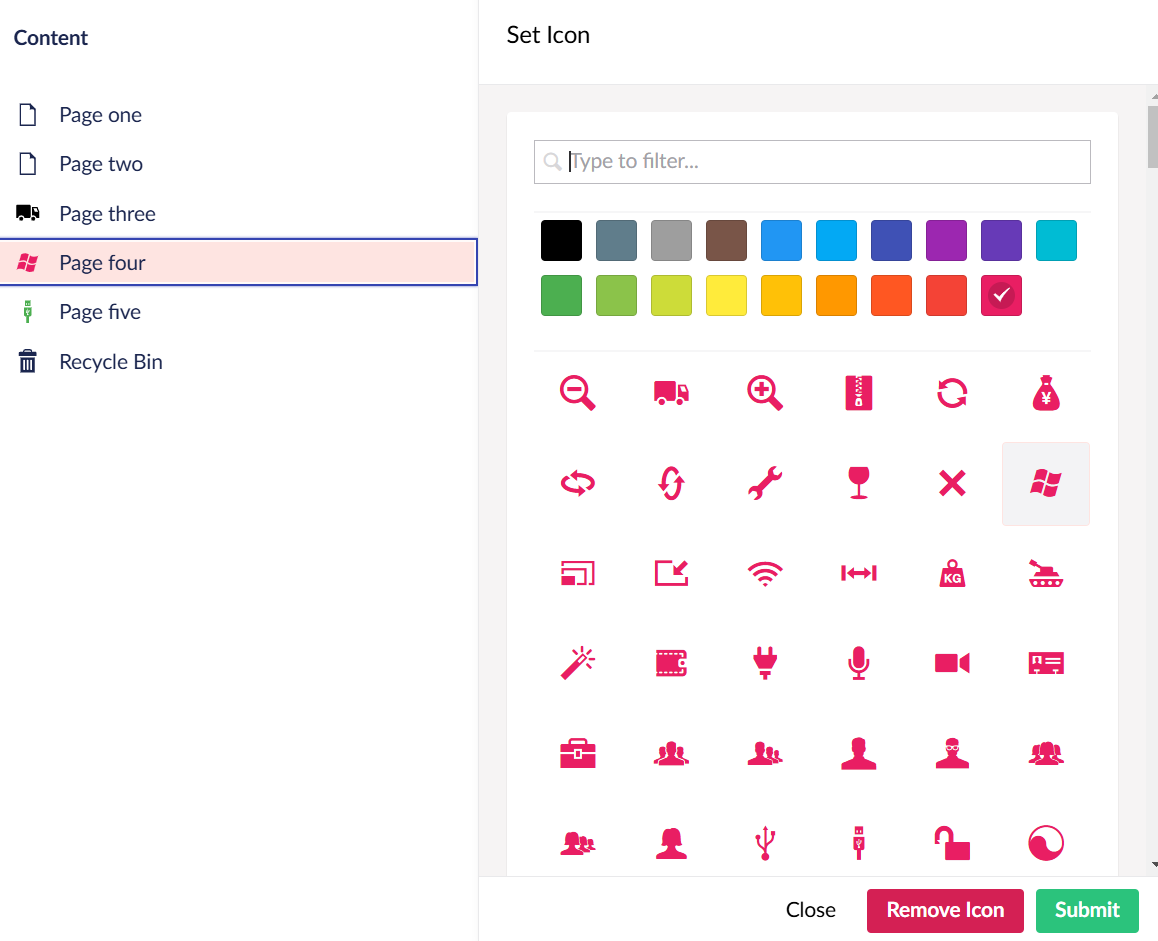 Content
Page one
Page two
Page three
Page four
Page five
Recycle Bin
Set Icon
Type to filter...
¥
KG
Close
Remove Icon
Submit